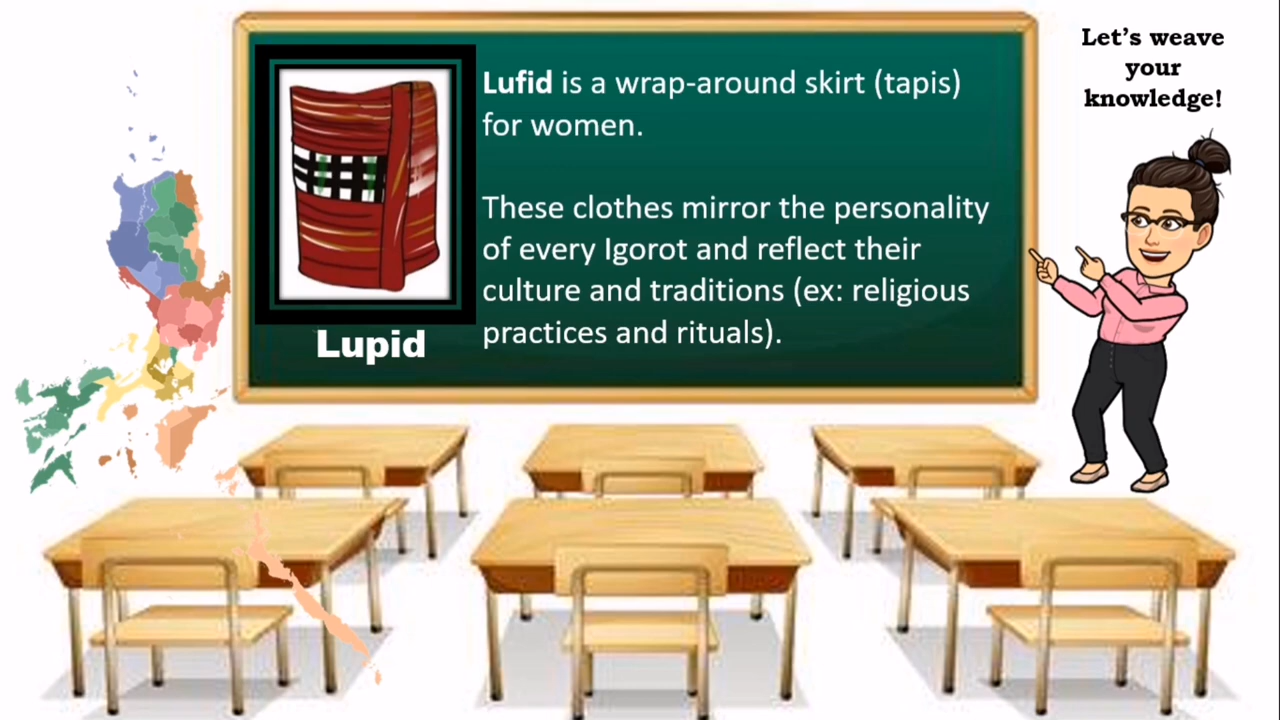 Let's weave
your
knowledge!
Lufid is a wrap-around skirt (tapis)
for women.
These clothes mirror the personality
of every Igorot and reflect their
culture and traditions (ex: religious
practices and rituals).
Lupid